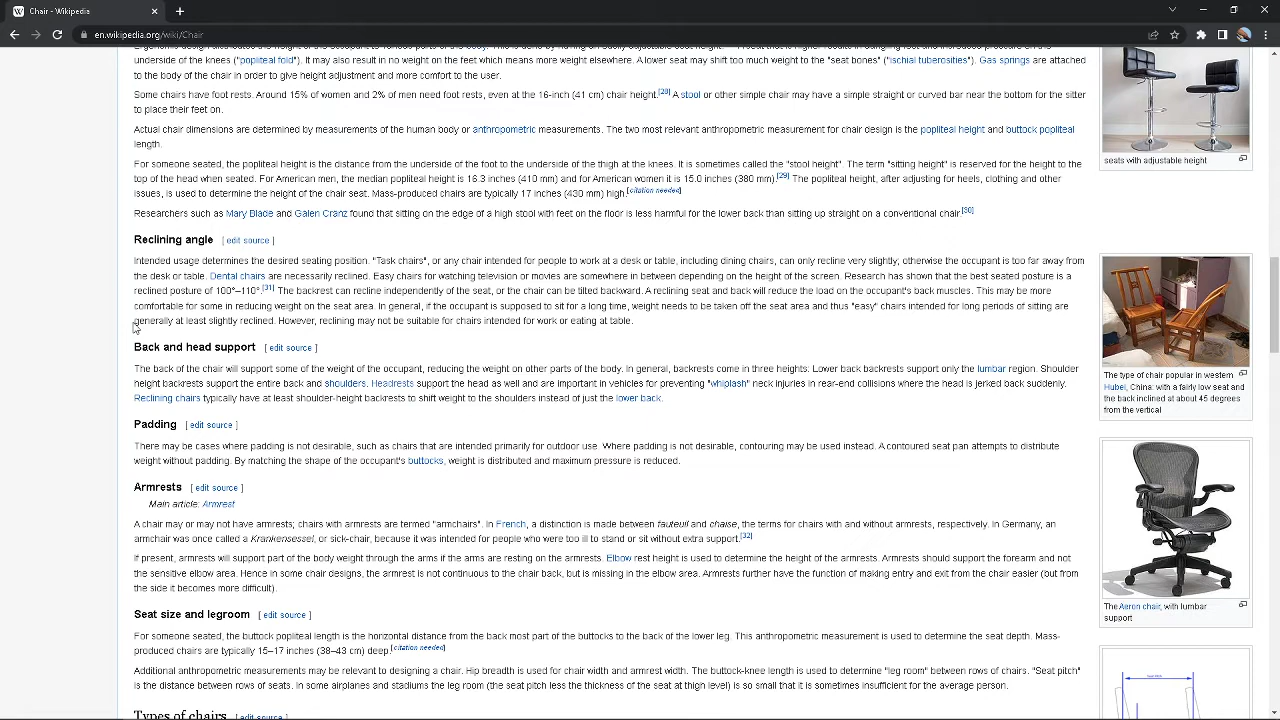 Chair - Wikipedia
en.wikipedia.org/wiki/Chair
underside of the knees ("popliteal fold"). It may also result in no weight on the feet which means more weight elsewhere. A lower seat may shift too much weight to the "seat bones" ("ischial tuberosities"). Gas springs are attached
to the body of the chair in order to give height adjustment and more comfort to the user.
Some chairs have foot rests. Around 15% of women and 2% of men need foot rests, even at the 16-inch (41 cm) chair height.[28] A stool or other simple chair may have a simple straight or curved bar near the bottom for the sitter
to place their feet on.
Actual chair dimensions are determined by measurements of the human body or anthropometric measurements. The two most relevant anthropometric measurement for chair design is the popliteal height and buttock popliteal
length.
For someone seated, the popliteal height is the distance from the underside of the foot to the underside of the thigh at the knees. It is sometimes called the "stool height". The term "sitting height" is reserved for the height to the
top of the head when seated. For American men, the median popliteal height is 16.3 inches (410 mm) and for American women it is 15.0 inches (380 mm).[29] The popliteal height, after adjusting for heels, clothing and other
issues, is used to determine the height of the chair seat. Mass-produced chairs are typically 17 inches (430 mm) high.[citation needed]
Researchers such as Mary Blade and Galen Cranz found that sitting on the edge of a high stool with feet on the floor is less harmful for the lower back than sitting up straight on a conventional chair.[30]
Reclining angle [ edit source ]
Intended usage determines the desired seating position. "Task chairs", or any chair intended for people to work at a desk or table, including dining chairs, can only recline very slightly; otherwise the occupant is too far away from
the desk or table. Dental chairs are necessarily reclined. Easy chairs for watching television or movies are somewhere in between depending on the height of the screen. Research has shown that the best seated posture is a
reclined posture of 100°–110°.[31] The backrest can recline independently of the seat, or the chair can be tilted backward. A reclining seat and back will reduce the load on the occupant's back muscles. This may be more
comfortable for some in reducing weight on the seat area. In general, if the occupant is supposed to sit for a long time, weight needs to be taken off the seat area and thus "easy" chairs intended for long periods of sitting are
generally at least slightly reclined. However, reclining may not be suitable for chairs intended for work or eating at table.
Back and head support [ edit source ]
The back of the chair will support some of the weight of the occupant, reducing the weight on other parts of the body. In general, backrests come in three heights: Lower back backrests support only the lumbar region. Shoulder
height backrests support the entire back and shoulders. Headrests support the head as well and are important in vehicles for preventing "whiplash" neck injuries in rear-end collisions where the head is jerked back suddenly.
Reclining chairs typically have at least shoulder-height backrests to shift weight to the shoulders instead of just the lower back.
Padding [ edit source ]
There may be cases where padding is not desirable, such as chairs that are intended primarily for outdoor use. Where padding is not desirable, contouring may be used instead. A contoured seat pan attempts to distribute
weight without padding. By matching the shape of the occupant's buttocks, weight is distributed and maximum pressure is reduced.
Armrests [ edit source ]
Main article: Armrest
A chair may or may not have armrests; chairs with armrests are termed "armchairs". In French, a distinction is made between fauteuil and chaise, the terms for chairs with and without armrests, respectively. In Germany, an
armchair was once called a Krankensessel, or sick-chair, because it was intended for people who were too ill to stand or sit without extra support.[32]
If present, armrests will support part of the body weight through the arms if the arms are resting on the armrests. Elbow rest height is used to determine the height of the armrests. Armrests should support the forearm and not
the sensitive elbow area. Hence in some chair designs, the armrest is not continuous to the chair back, but is missing in the elbow area. Armrests further have the function of making entry and exit from the chair easier (but from
the side it becomes more difficult).
Seat size and legroom [ edit source ]
For someone seated, the buttock popliteal length is the horizontal distance from the back most part of the buttocks to the back of the lower leg. This anthropometric measurement is used to determine the seat depth. Mass-
produced chairs are typically 15–17 inches (38–43 cm) deep.[citation needed]
Additional anthropometric measurements may be relevant to designing a chair. Hip breadth is used for chair width and armrest width. The buttock-knee length is used to determine "leg room" between rows of chairs. "Seat pitch"
is the distance between rows of seats. In some airplanes and stadiums the leg room (the seat pitch less the thickness of the seat at thigh level) is so small that it is sometimes insufficient for the average person.
Types of chairs [ edit source ]
seats with adjustable height
The type of chair popular in western
Hubei, China: with a fairly low seat and
the back inclined at about 45 degrees
from the vertical
The Aeron chair, with lumbar
support